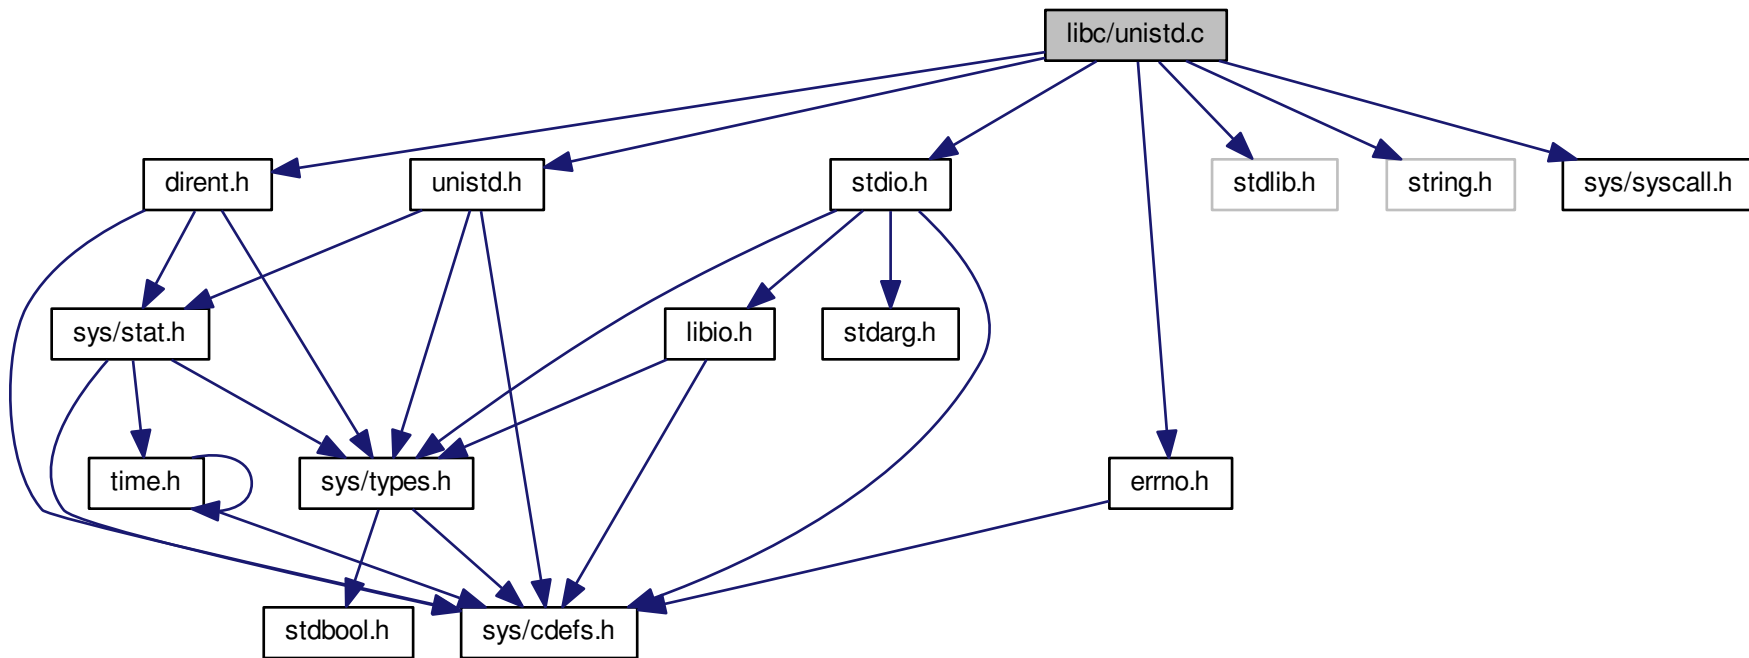 libc/unistd.c
dirent.h
unistd.h
stdio.h
stdlib.h
string.h
sys/syscall.h
sys/stat.h
libio.h
stdarg.h
time.h
sys/types.h
errno.h
stdbool.h
sys/cdefs.h